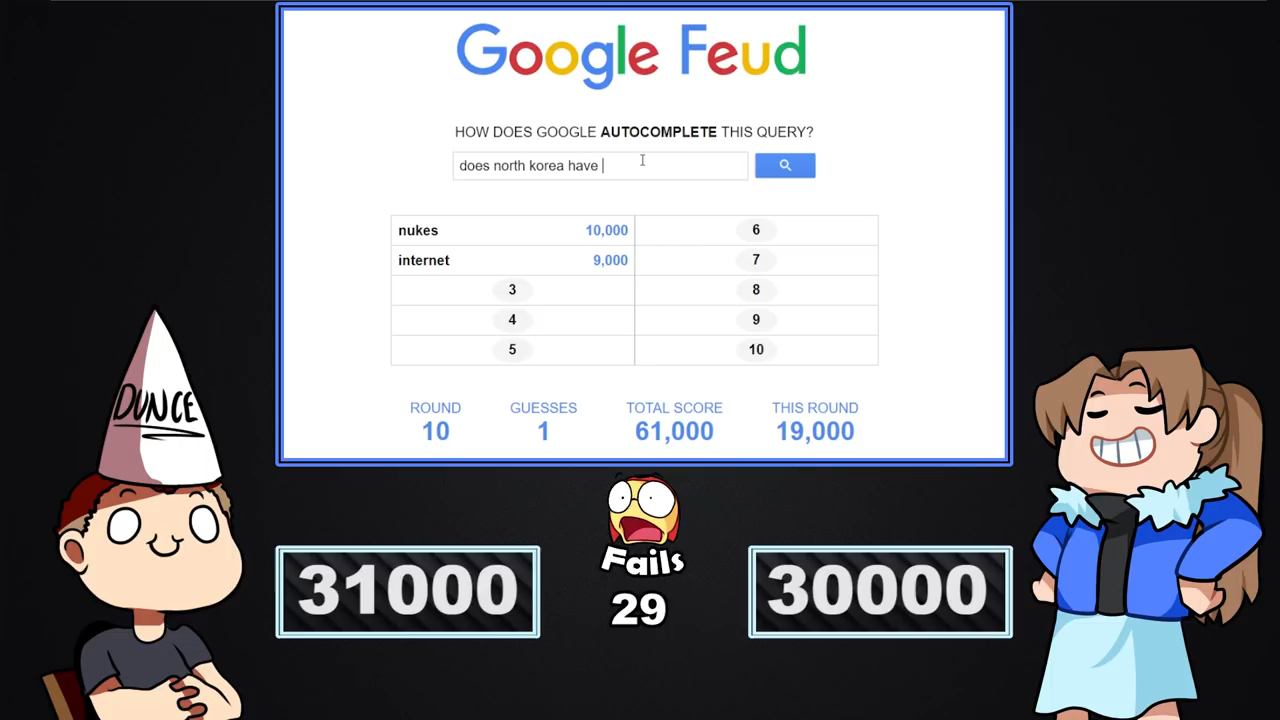 Google Feud
HOW DOES GOOGLE AUTOCOMPLETE THIS QUERY?
does north korea have
nukes 10,000 6
internet 9,000 7
3 8
4 9
5 10
ROUND GUESSES TOTAL SCORE THIS ROUND
10 1 61,000 19,000
DUNCE
Fails
31000 29 30000